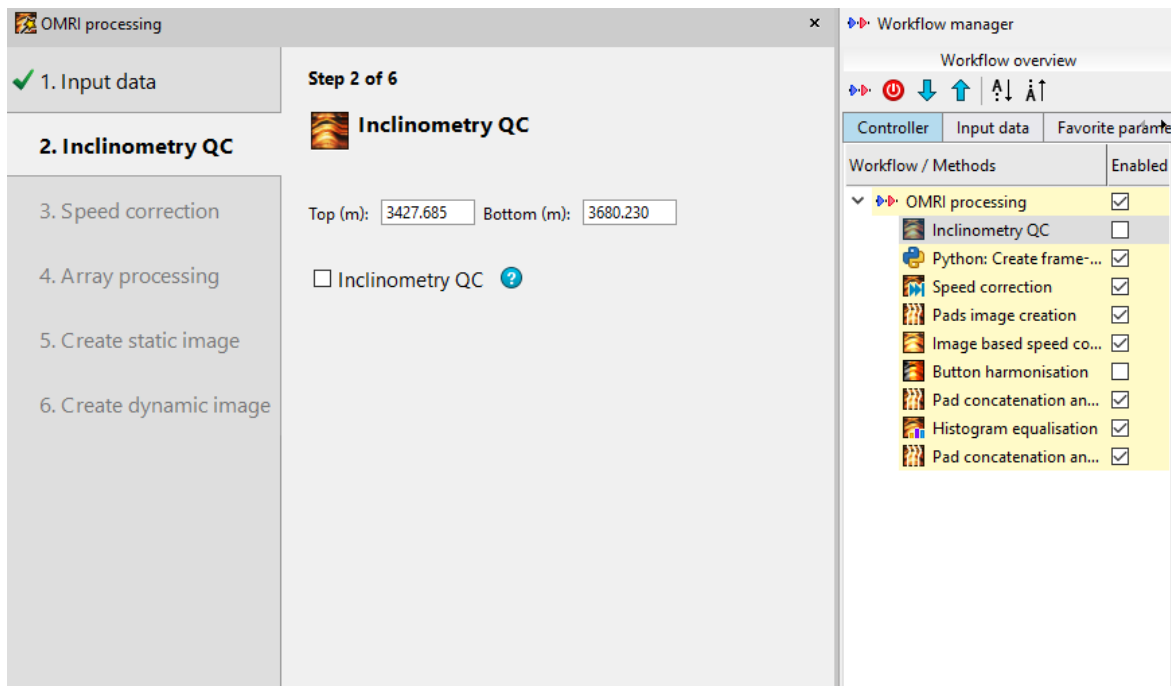 OMRI processing
1. Input data
2. Inclinometry QC
3. Speed correction
4. Array processing
5. Create static image
6. Create dynamic image
Step 2 of 6
Inclinometry QC
Top (m): 3427.685 Bottom (m): 3680.230
Inclinometry QC ?
Workflow manager
Workflow overview
Controller Input data Favorite parame
Workflow / Methods Enabled
OMRI processing
Inclinometry QC
Python: Create frame-...
Speed correction
Pads image creation
Image based speed co...
Button harmonisation
Pad concatenation an...
Histogram equalisation
Pad concatenation an...